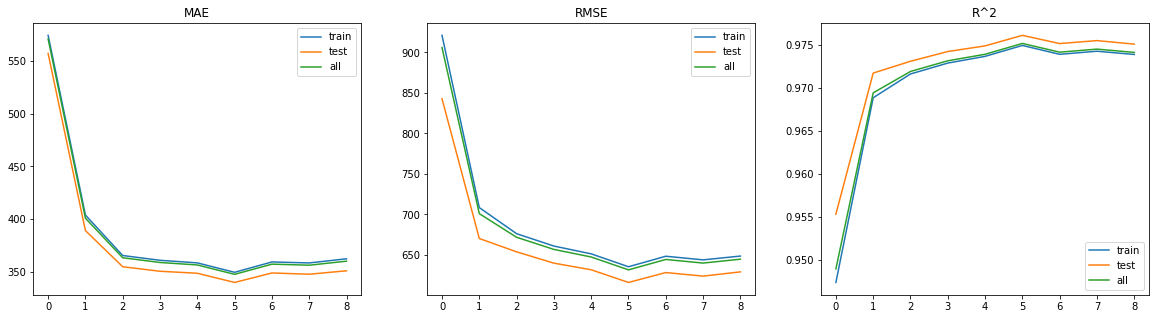 MAE
550
500
450
400
350
0 1 2 3 4 5 6 7 8
train
test
all
RMSE
900
850
800
750
700
650
0 1 2 3 4 5 6 7 8
train
test
all
R^2
0.975
0.970
0.965
0.960
0.955
0.950
0 1 2 3 4 5 6 7 8
train
test
all